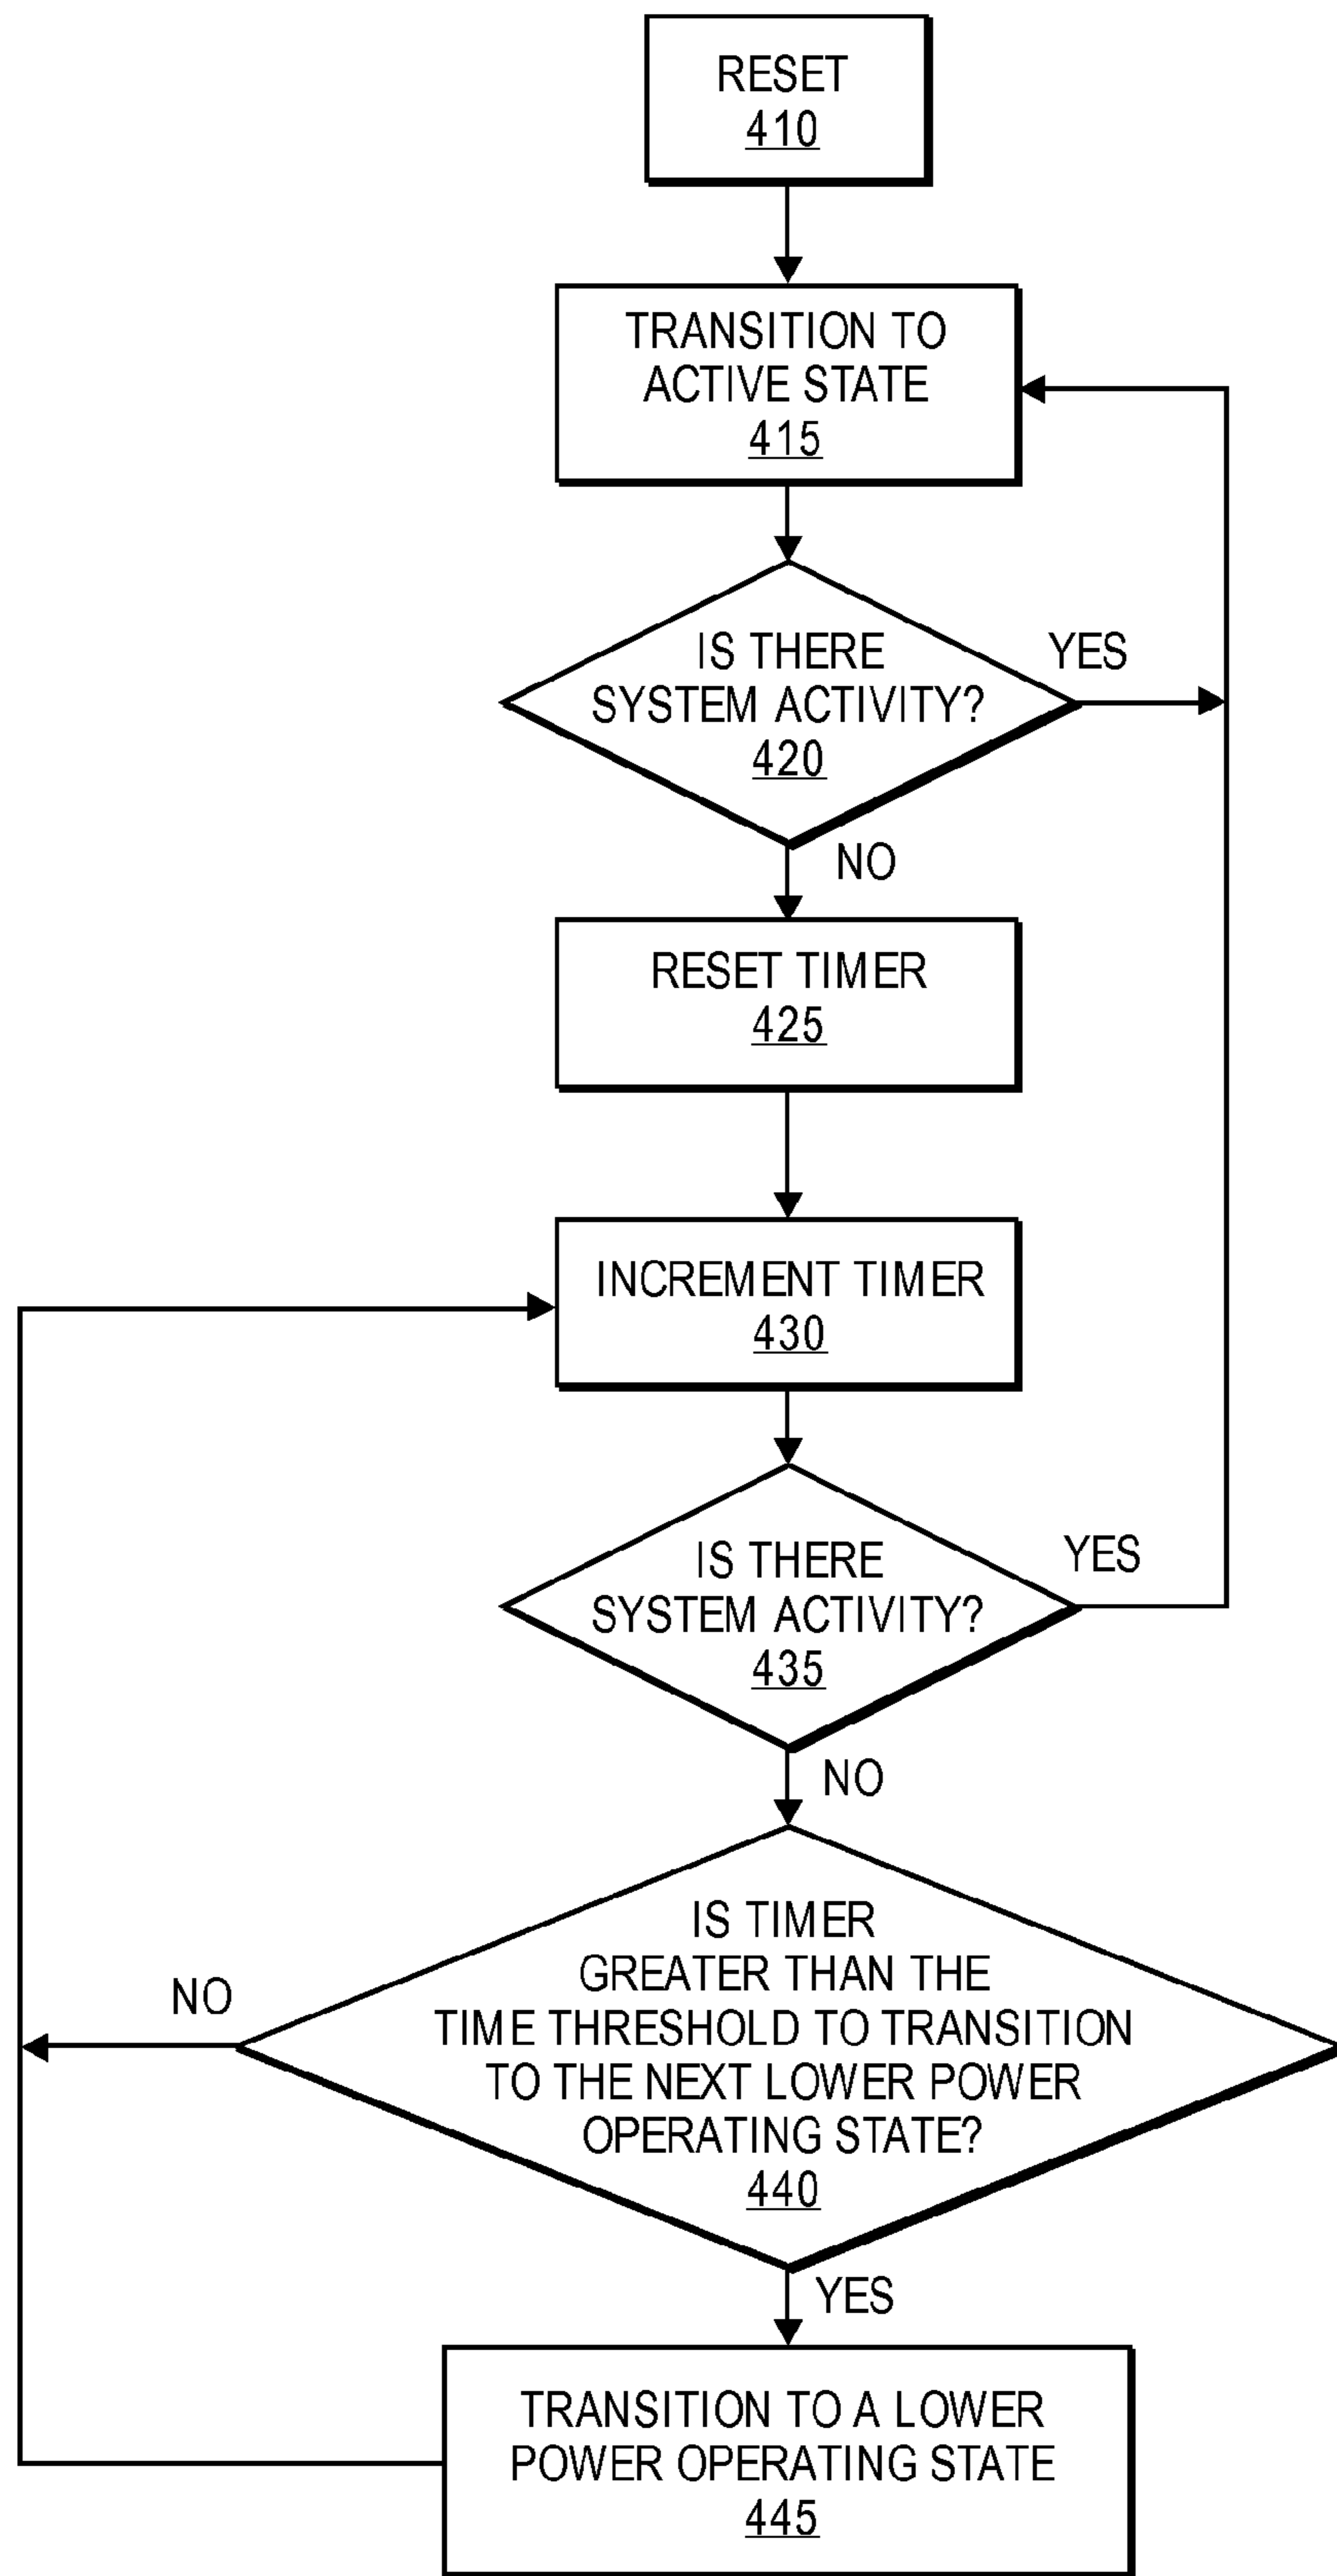 RESET
410
TRANSITION TO
ACTIVE STATE
415
IS THERE
SYSTEM ACTIVITY?
420
YES
NO
RESET TIMER
425
INCREMENT TIMER
430
IS THERE
SYSTEM ACTIVITY?
435
YES
NO
IS TIMER
GREATER THAN THE
TIME THRESHOLD TO TRANSITION
TO THE NEXT LOWER POWER
OPERATING STATE?
440
NO
YES
TRANSITION TO A LOWER
POWER OPERATING STATE
445